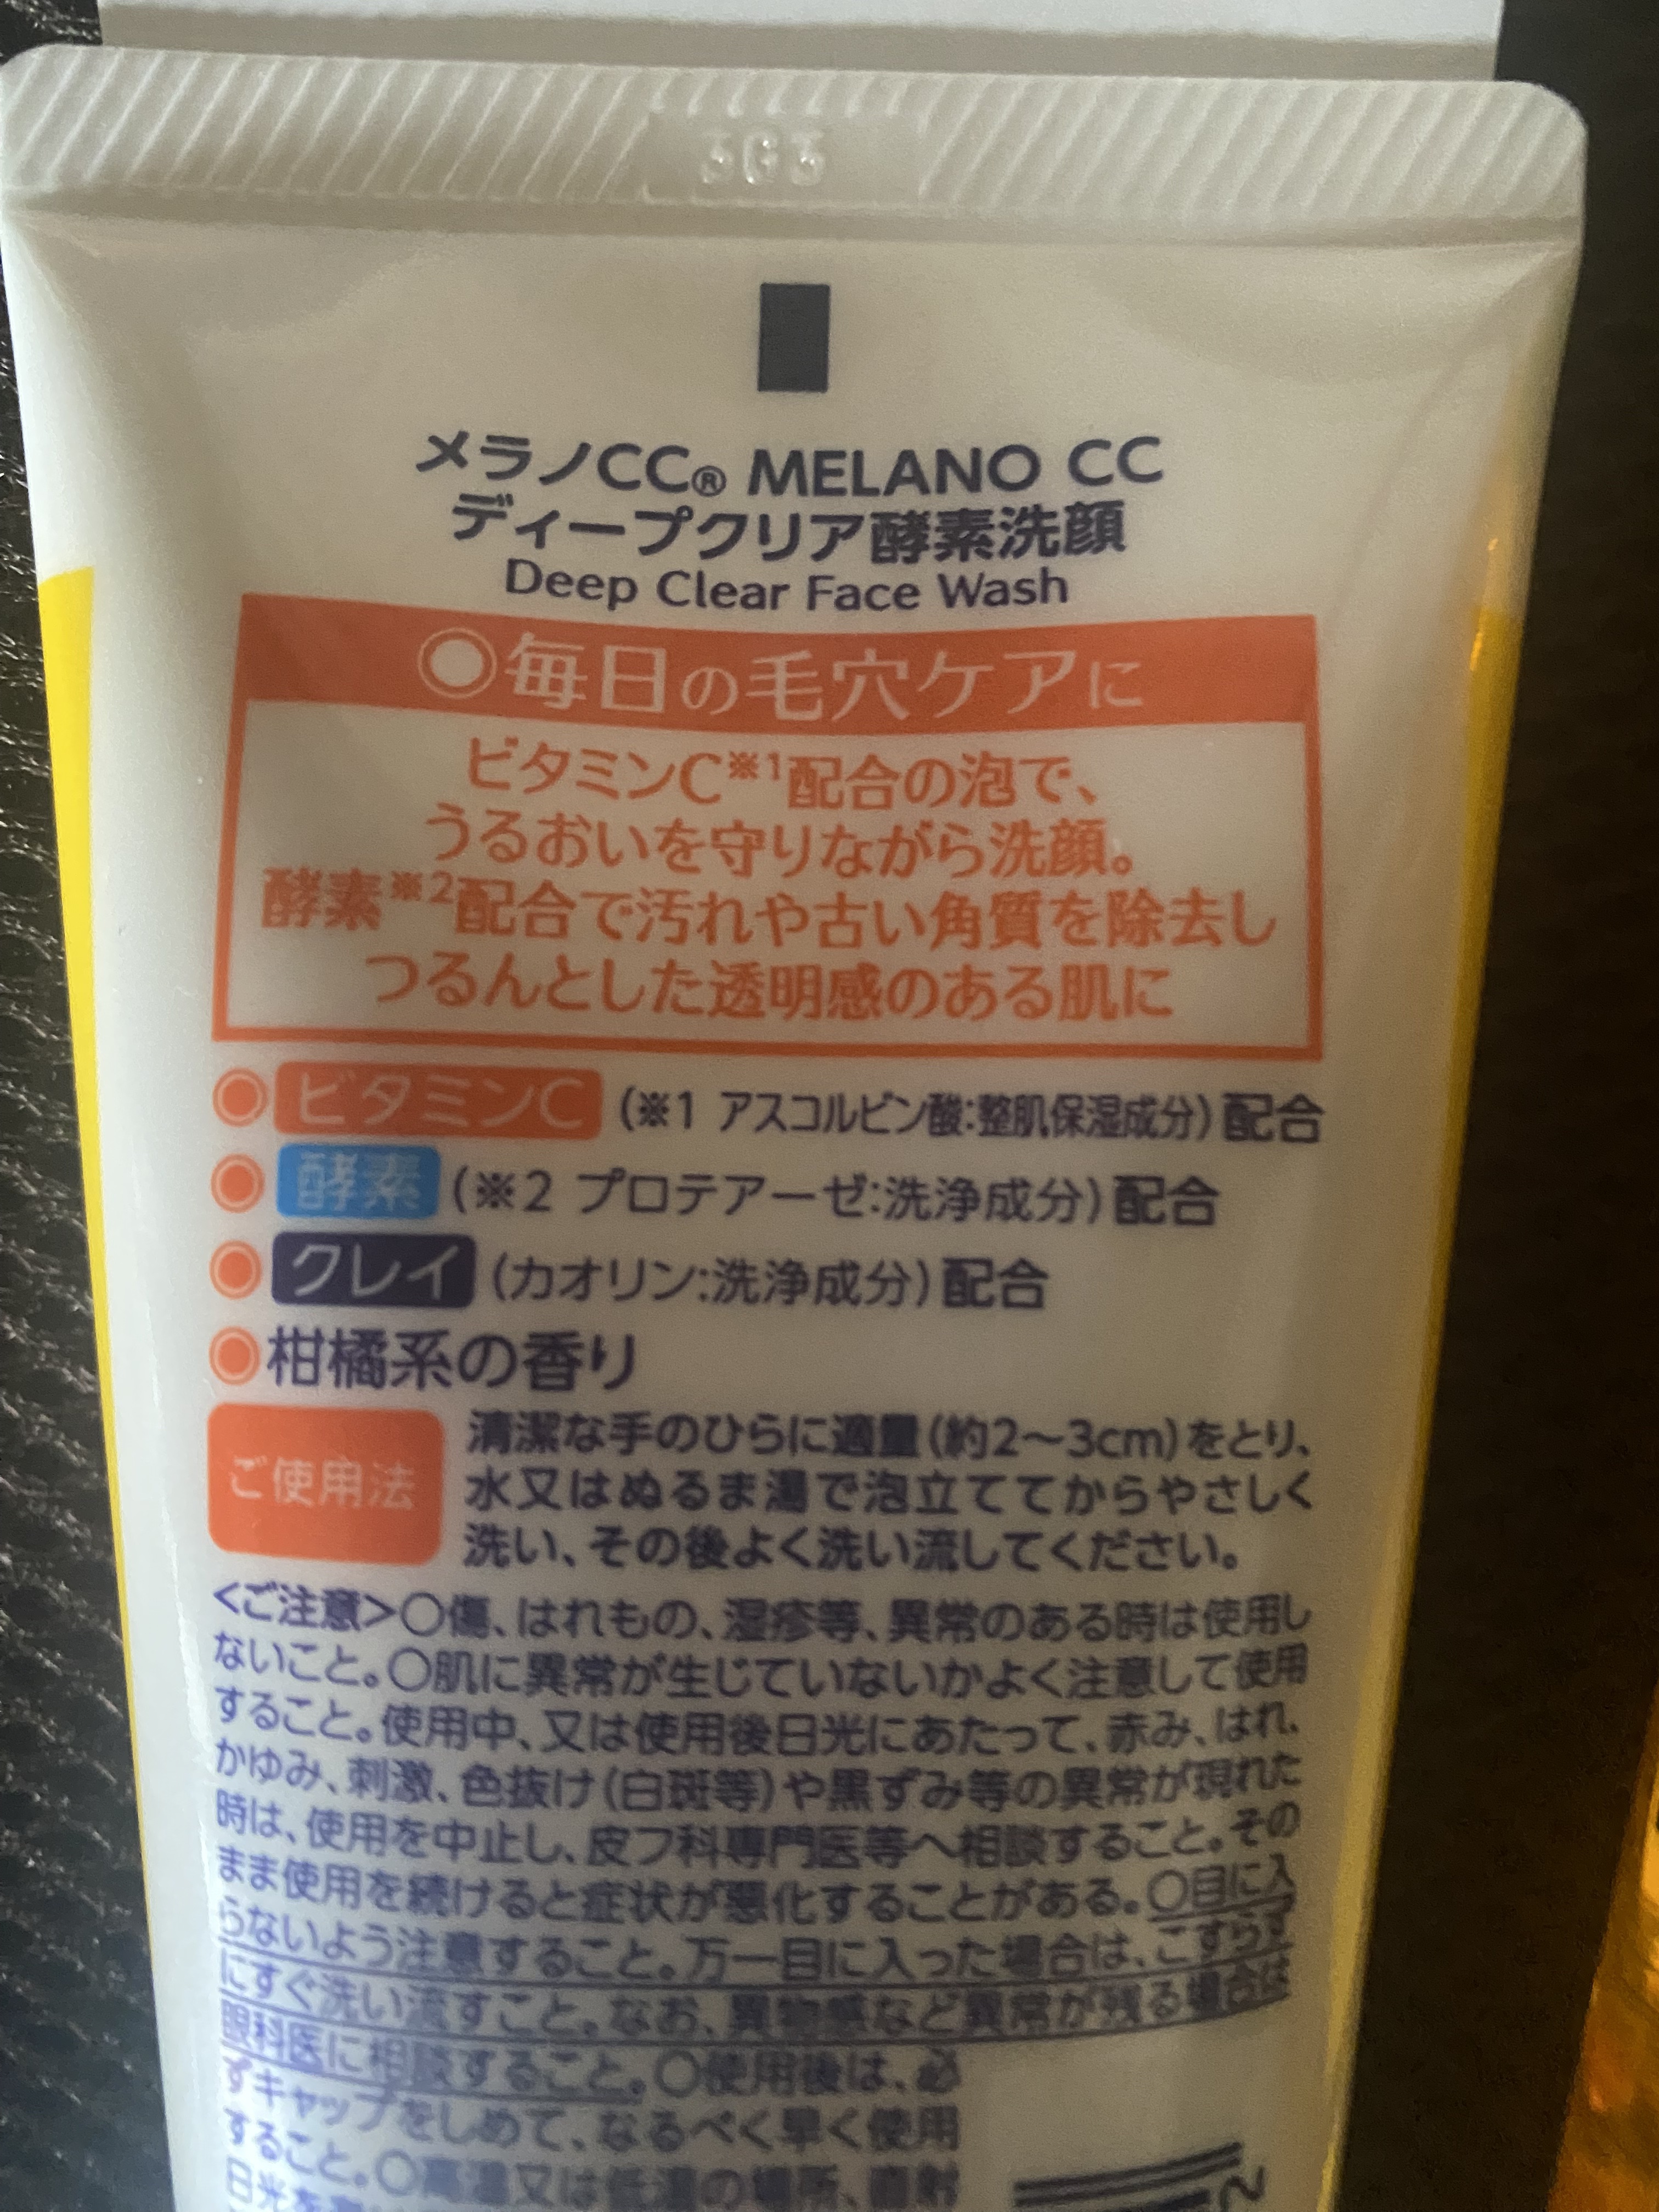 3G3
メラノCC® MELANO CC
ディープクリア酵素洗顔
Deep Clear Face Wash
◎毎日の毛穴ケアに
ビタミンC※1配合の泡で、
うるおいを守りながら洗顔。
酵素※2配合で汚れや古い角質を除去し
つるんとした透明感のある肌に
◎ビタミンC (※1 アスコルビン酸:整肌保湿成分) 配合
◎酵素 (※2 プロテアーゼ:洗浄成分) 配合
◎クレイ (カオリン:洗浄成分) 配合
◎柑橘系の香り
ご使用法
清潔な手のひらに適量(約2〜3cm)をとり、
水又はぬるま湯で泡立ててからやさしく
洗い、その後よく洗い流してください。
<ご注意>○傷、はれもの、湿疹等、異常のある時は使用し
ないこと。○肌に異常が生じていないかよく注意して使用
すること。使用中、又は使用後日光にあたって、赤み、はれ、
かゆみ、刺激、色抜け(白斑等)や黒ずみ等の異常が現れた
時は、使用を中止し、皮フ科専門医等へ相談すること。その
まま使用を続けると症状が悪化することがある。○目に入
らないよう注意すること。万一目に入った場合は、こすらず
にすぐ洗い流すこと。なお、異物感など異常が残る場合は
眼科医に相談すること。○使用後は、必
ずキャップをしめて、なるべく早く使用
すること。○高温又は低温の場所、直射
日光を